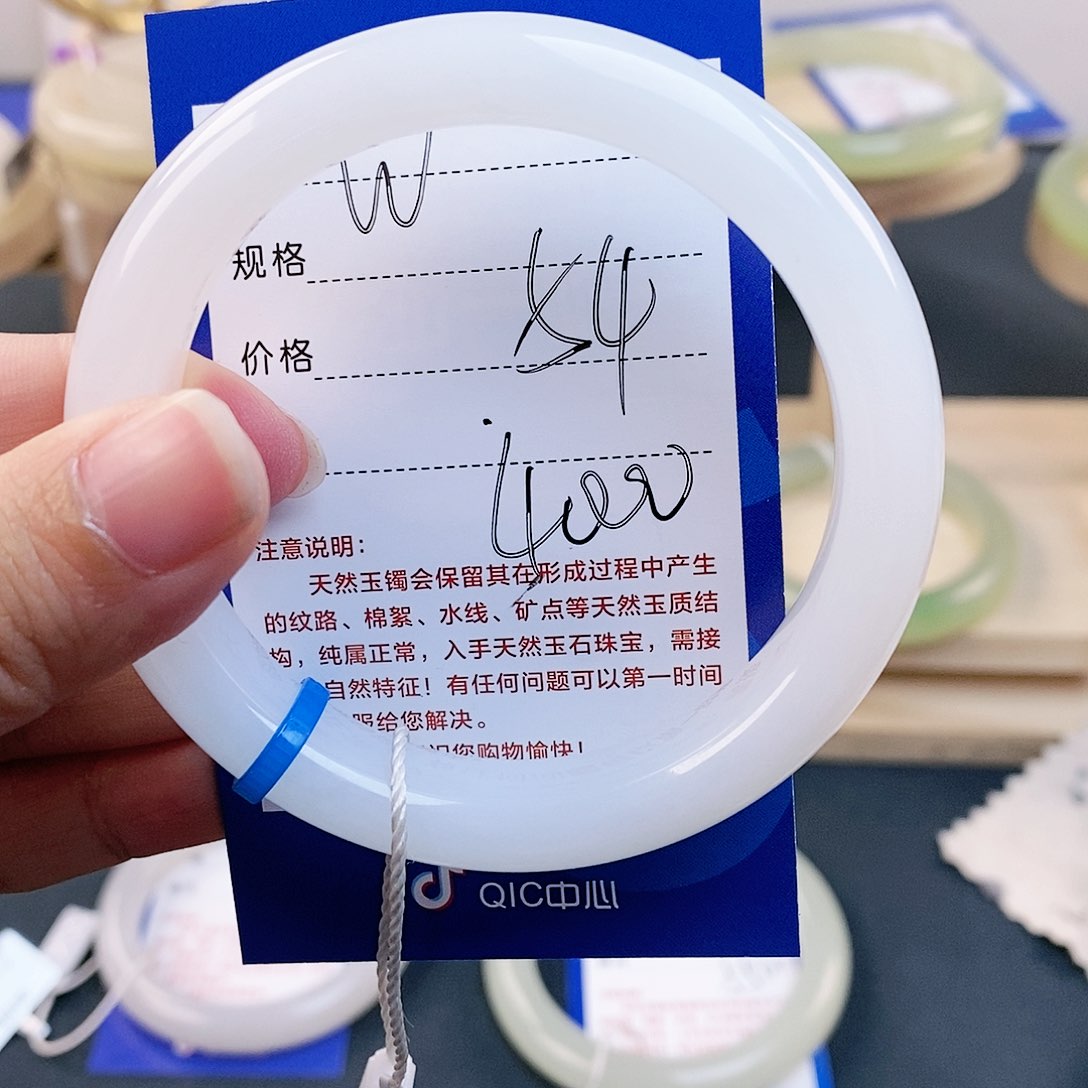 W
规格
54
价格
400
注意说明：
天然玉镯会保留其在形成过程中产生
的纹路、棉絮、水线、矿点等天然玉质结
构，纯属正常，入手天然玉石珠宝，需接
自然特征！有任何问题可以第一时间
服给您解决。
祝您购物愉快！
QIC中心